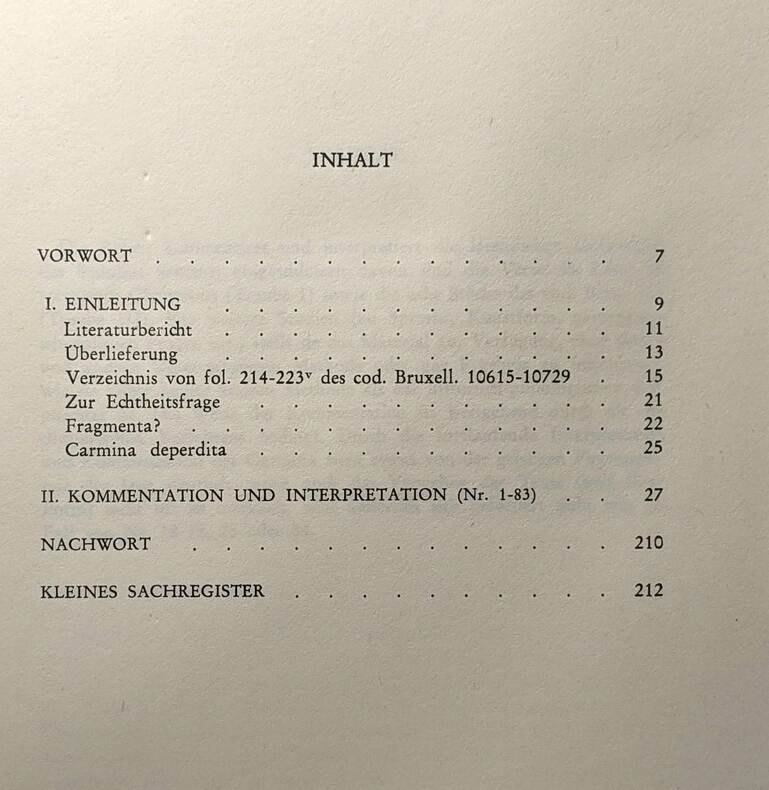 INHALT
VORWORT . . . . . . . . . . . . . . 7
I. EINLEITUNG . . . . . . . . . . . . 9
Literaturbericht . . . . . . . . . . . . 11
Überlieferung . . . . . . . . . . . . 13
Verzeichnis von fol. 214-223v des cod. Bruxell. 10615-10729 . 15
Zur Echtheitsfrage . . . . . . . . . . . 21
Fragmenta? . . . . . . . . . . . . . 22
Carmina deperdita . . . . . . . . . . . 25
II. KOMMENTATION UND INTERPRETATION (Nr. 1-83) . . 27
NACHWORT . . . . . . . . . . . . . 210
KLEINES SACHREGISTER . . . . . . . . . . 212